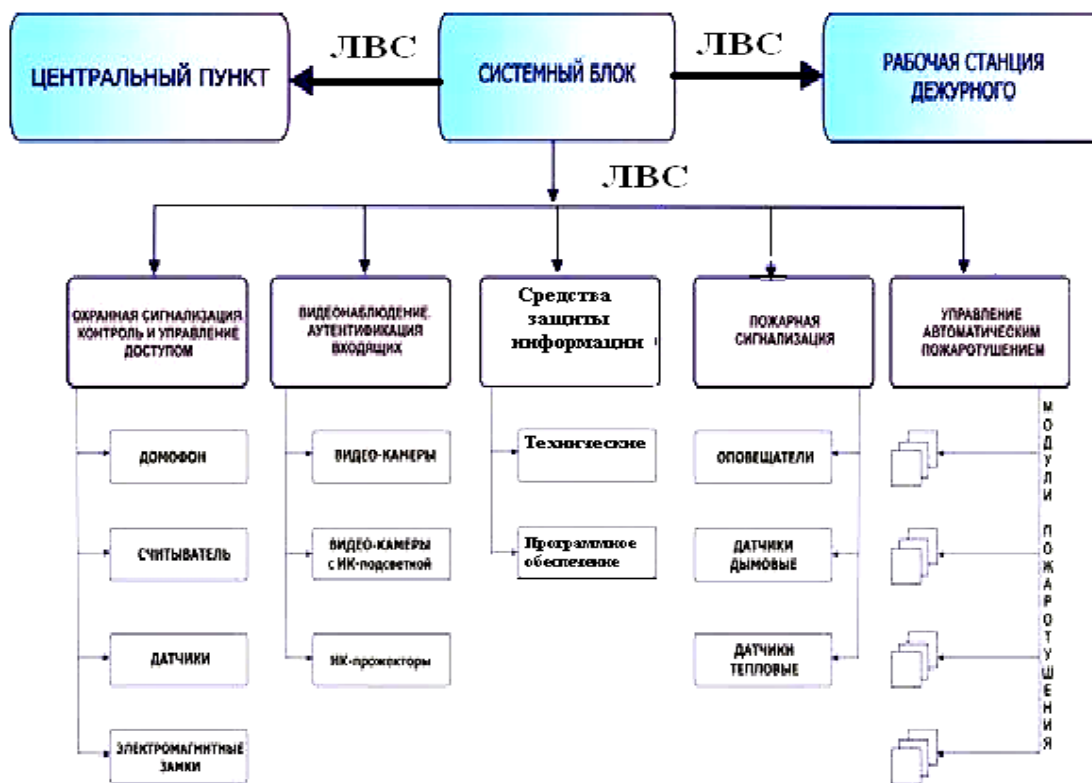 ЛВС
ЛВС
ЦЕНТРАЛЬНЫЙ ПУНКТ
СИСТЕМНЫЙ БЛОК
РАБОЧАЯ СТАНЦИЯ
ДЕЖУРНОГО
ЛВС
ОХРАННАЯ СИГНАЛИЗАЦИЯ
КОНТРОЛЬ И УПРАВЛЕНИЕ
ДОСТУПОМ
ВИДЕОНАБЛЮДЕНИЕ.
АУТЕНТИФИКАЦИЯ
ВХОДЯЩИХ
Средства
защиты
информации
ПОЖАРНАЯ
СИГНАЛИЗАЦИЯ
УПРАВЛЕНИЕ
АВТОМАТИЧЕСКИМ
ПОЖАРОТУШЕНИЕМ
ДОМОФОН
СЧИТЫВАТЕЛЬ
ДАТЧИКИ
ЭЛЕКТРОМАГНИТНЫЕ
ЗАМКИ
ВИДЕО-КАМЕРЫ
ВИДЕО-КАМЕРЫ
с ИК-подсветной
ИК-прожекторы
Технические
Программное
обеспечение
ОПОВЕЩАТЕЛИ
ДАТЧИКИ
ДЫМОВЫЕ
ДАТЧИКИ
ТЕПЛОВЫЕ
МОДУЛИ ПОЖАРОТУШЕНИЯ